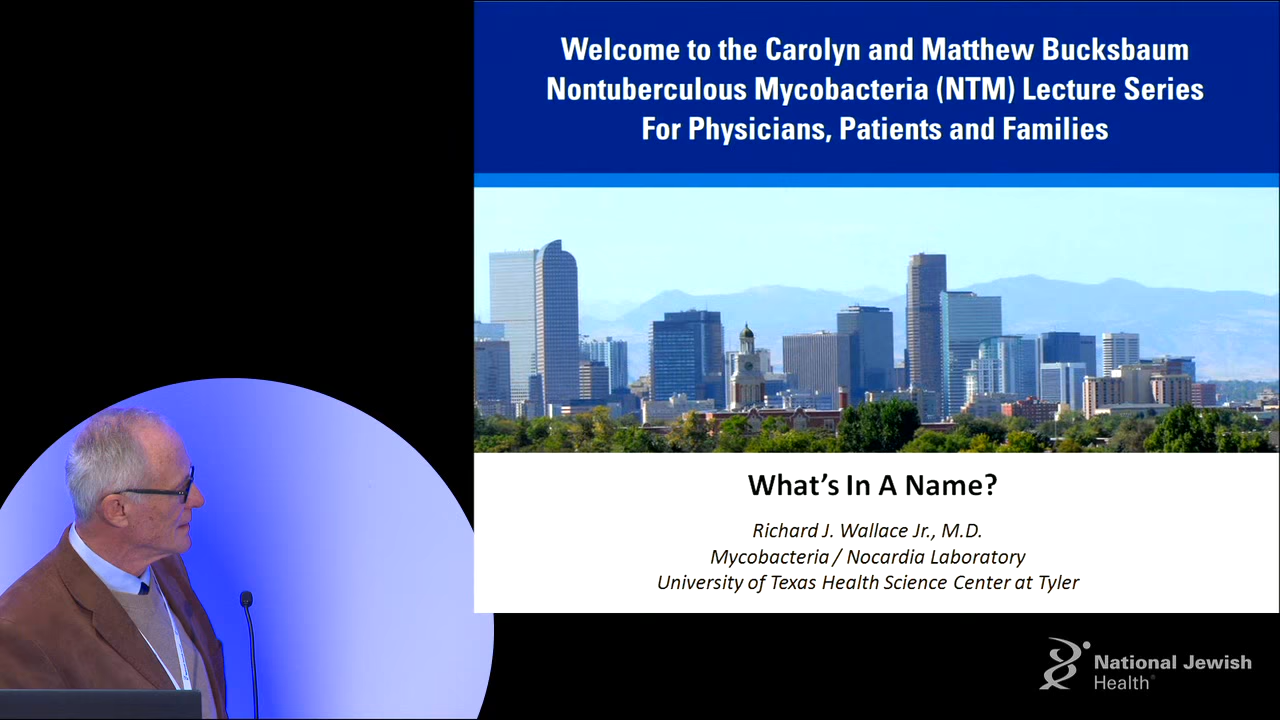 Welcome to the Carolyn and Matthew Bucksbaum
Nontuberculous Mycobacteria (NTM) Lecture Series
For Physicians, Patients and Families
What's In A Name?
Richard J. Wallace Jr., M.D.
Mycobacteria / Nocardia Laboratory
University of Texas Health Science Center at Tyler
National Jewish
Health®